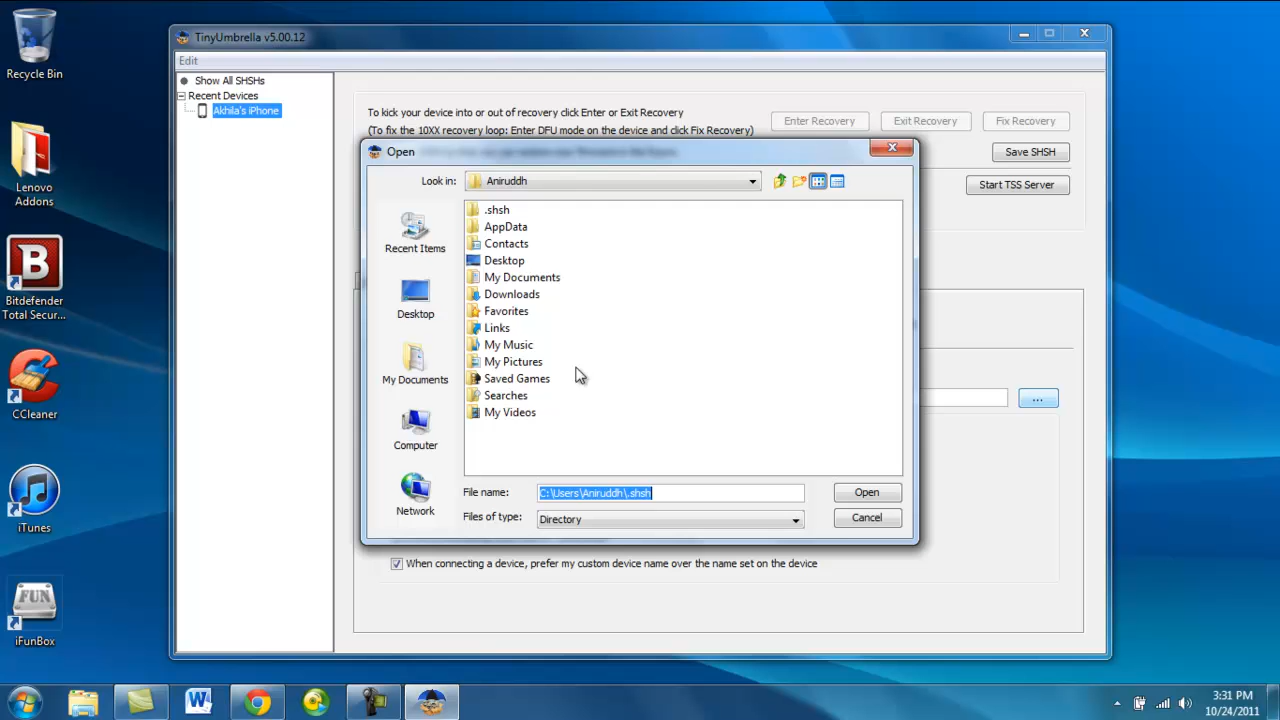 Recycle Bin
Lenovo
Addons
Bitdefender
Total Secur...
CCleaner
iTunes
FUN
iFunBox
TinyUmbrella v5.00.12
Edit
Show All SHSHs
Recent Devices
Akhila's iPhone
To kick your device into or out of recovery click Enter or Exit Recovery
(To fix the 10XX recovery loop: Enter DFU mode on the device and click Fix Recovery)
Enter Recovery
Exit Recovery
Fix Recovery
Save SHSH
Start TSS Server
...
Open
Look in:
Aniruddh
Recent Items
Desktop
My Documents
Computer
Network
.shsh
AppData
Contacts
Desktop
My Documents
Downloads
Favorites
Links
My Music
My Pictures
Saved Games
Searches
My Videos
File name:
C:\Users\Aniruddh\.shsh
Open
Files of type:
Directory
Cancel
When connecting a device, prefer my custom device name over the name set on the device
3:31 PM
10/24/2011